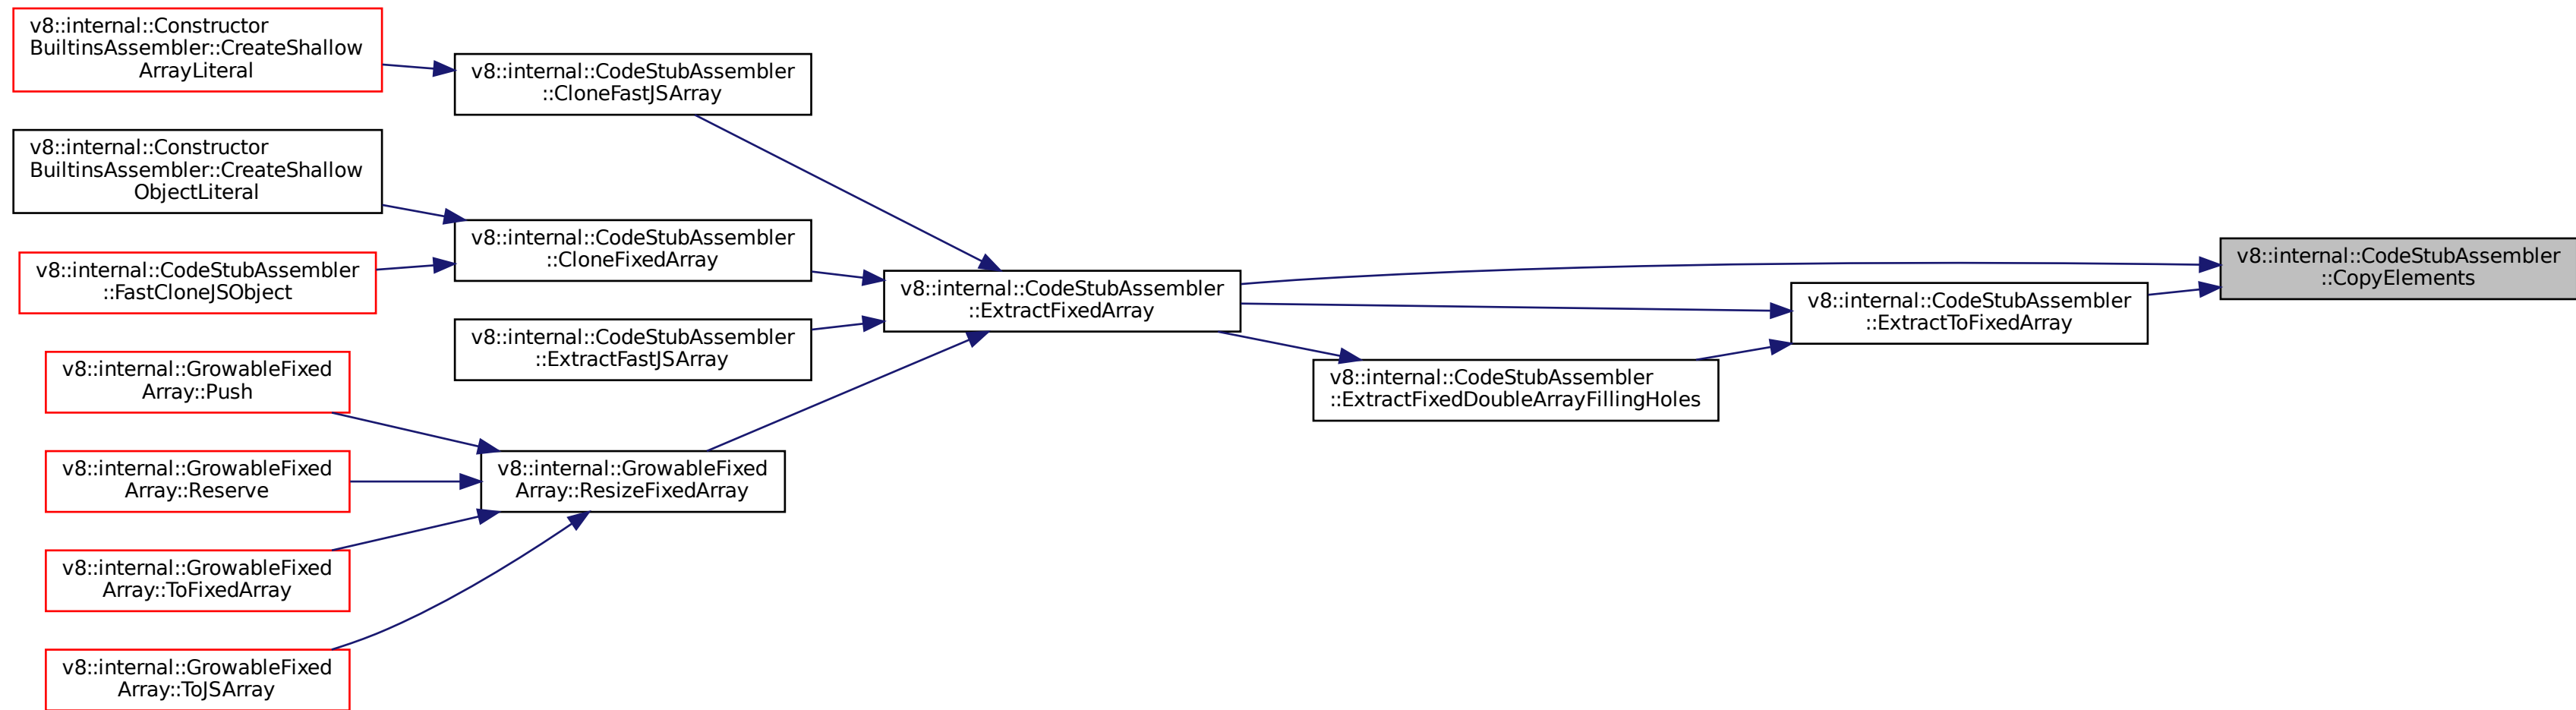 v8::internal::Constructor
BuiltinsAssembler::CreateShallow
ArrayLiteral
v8::internal::CodeStubAssembler
::CloneFastJSArray
v8::internal::Constructor
BuiltinsAssembler::CreateShallow
ObjectLiteral
v8::internal::CodeStubAssembler
::CloneFixedArray
v8::internal::CodeStubAssembler
::FastCloneJSObject
v8::internal::CodeStubAssembler
::ExtractFastJSArray
v8::internal::GrowableFixed
Array::Push
v8::internal::GrowableFixed
Array::Reserve
v8::internal::GrowableFixed
Array::ResizeFixedArray
v8::internal::GrowableFixed
Array::ToFixedArray
v8::internal::GrowableFixed
Array::ToJSArray
v8::internal::CodeStubAssembler
::ExtractFixedArray
v8::internal::CodeStubAssembler
::ExtractFixedDoubleArrayFillingHoles
v8::internal::CodeStubAssembler
::ExtractToFixedArray
v8::internal::CodeStubAssembler
::CopyElements